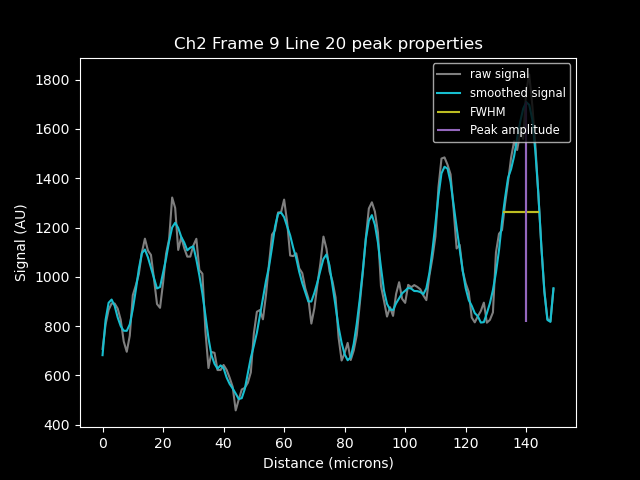 Ch2 Frame 9 Line 20 peak properties
raw signal
smoothed signal
FWHM
Peak amplitude
Signal (AU)
1800
1600
1400
1200
1000
800
600
400
0 20 40 60 80 100 120 140
Distance (microns)